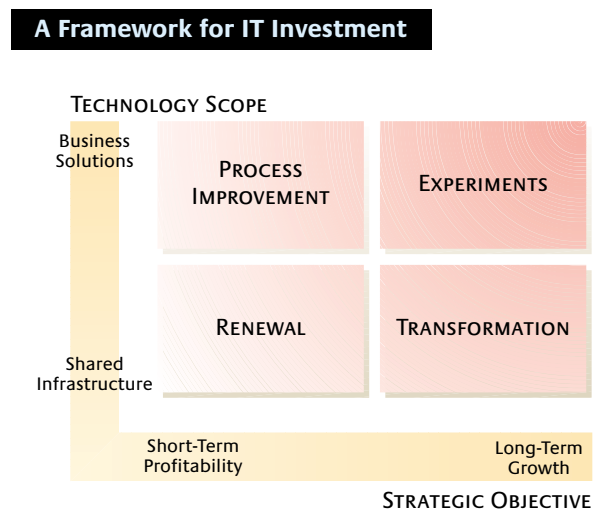 A Framework for IT Investment
TECHNOLOGY SCOPE
Business
Solutions
PROCESS
IMPROVEMENT
EXPERIMENTS
RENEWAL
TRANSFORMATION
Shared
Infrastructure
Short-Term
Profitability
Long-Term
Growth
STRATEGIC OBJECTIVE